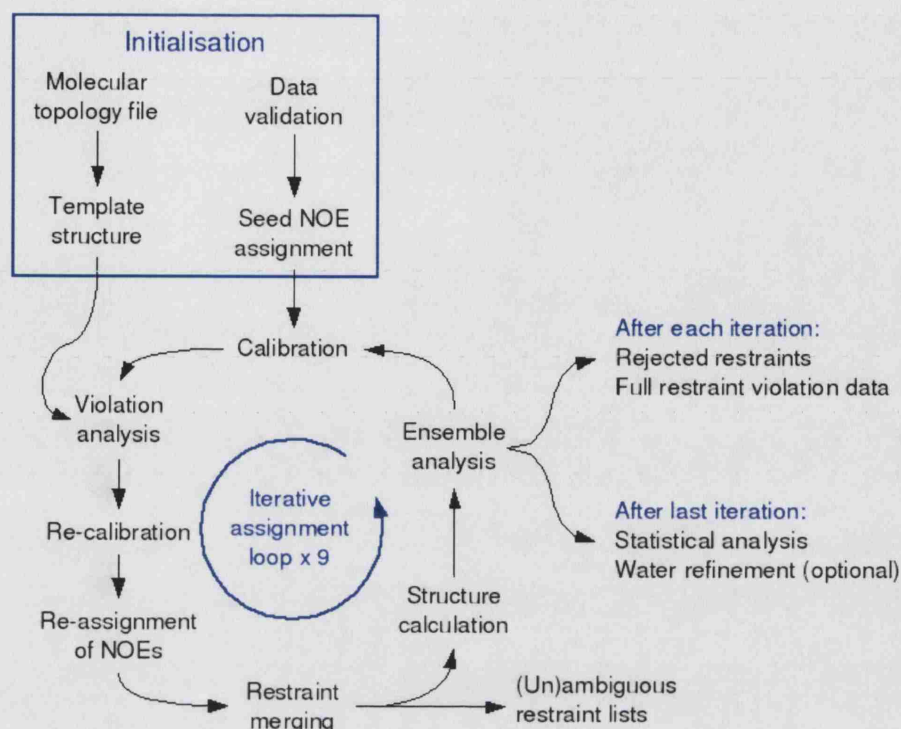 Initialisation
Molecular
topology file
Data
validation
Template
structure
Seed NOE
assignment
Calibration
Violation
analysis
Re-calibration
Re-assignment
of NOEs
Restraint
merging
(Un)ambiguous
restraint lists
Structure
calculation
Ensemble
analysis
Iterative
assignment
loop x 9
After each iteration:
Rejected restraints
Full restraint violation data
After last iteration:
Statistical analysis
Water refinement (optional)